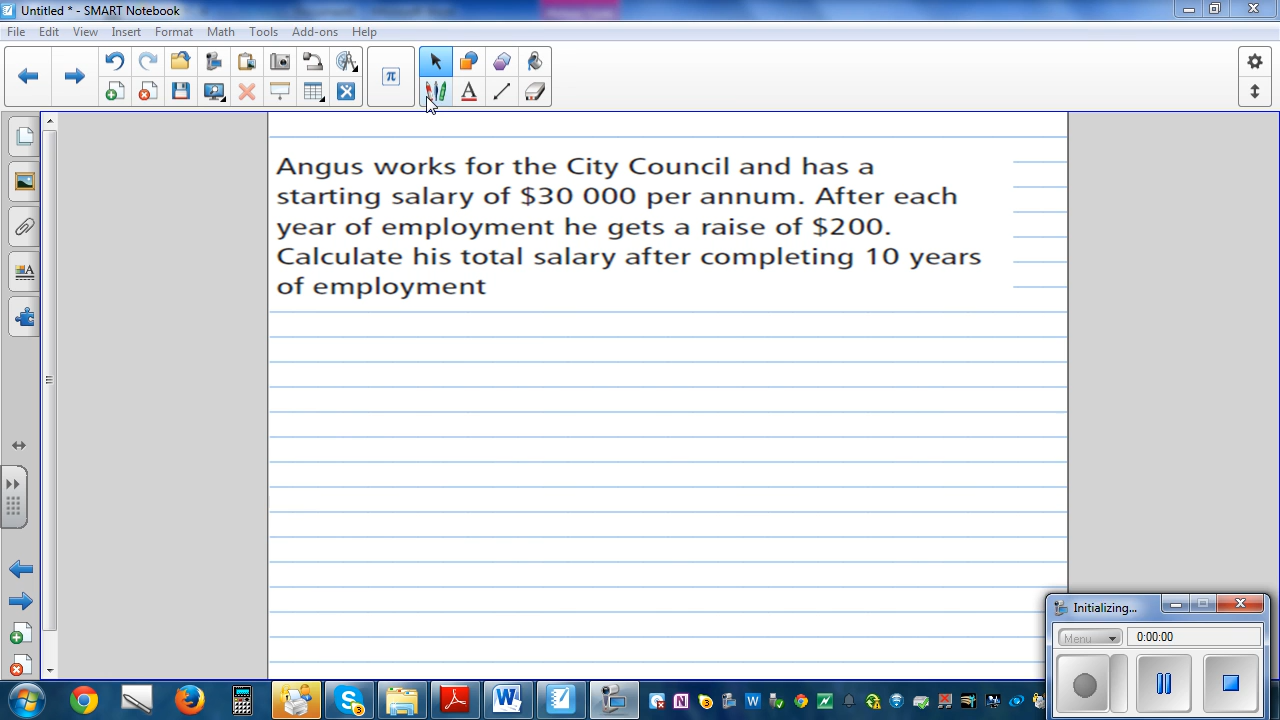 Untitled * - SMART Notebook
File Edit View Insert Format Math Tools Add-ons Help
π
Angus works for the City Council and has a
starting salary of $30 000 per annum. After each
year of employment he gets a raise of $200.
Calculate his total salary after completing 10 years
of employment
Initializing...
Menu
0:00:00